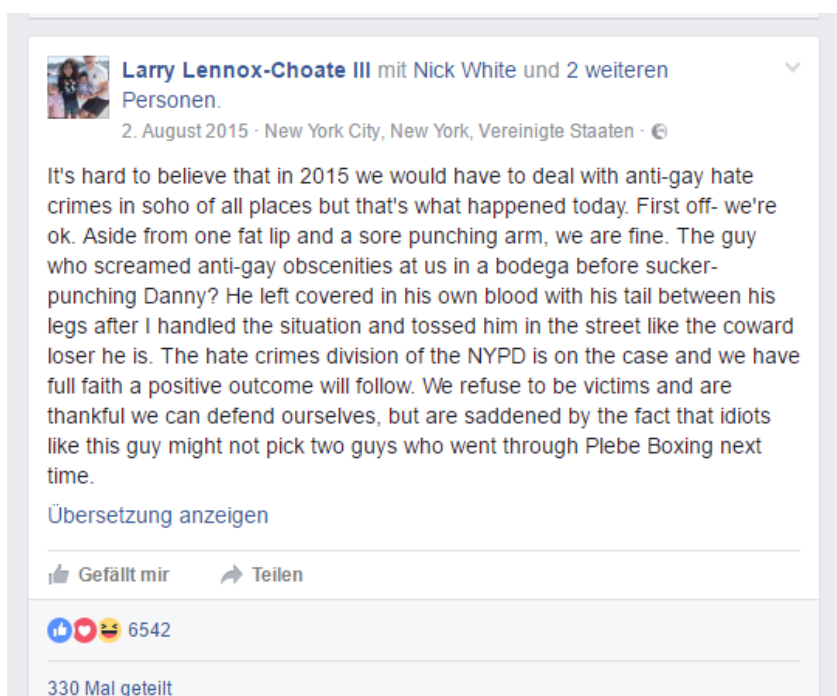 Larry Lennox-Choate III mit Nick White und 2 weiteren
Personen.
2. August 2015 · New York City, New York, Vereinigte Staaten ·
It's hard to believe that in 2015 we would have to deal with anti-gay hate
crimes in soho of all places but that's what happened today. First off- we're
ok. Aside from one fat lip and a sore punching arm, we are fine. The guy
who screamed anti-gay obscenities at us in a bodega before sucker-
punching Danny? He left covered in his own blood with his tail between his
legs after I handled the situation and tossed him in the street like the coward
loser he is. The hate crimes division of the NYPD is on the case and we have
full faith a positive outcome will follow. We refuse to be victims and are
thankful we can defend ourselves, but are saddened by the fact that idiots
like this guy might not pick two guys who went through Plebe Boxing next
time.
Übersetzung anzeigen
Gefällt mir Teilen
6542
330 Mal geteilt